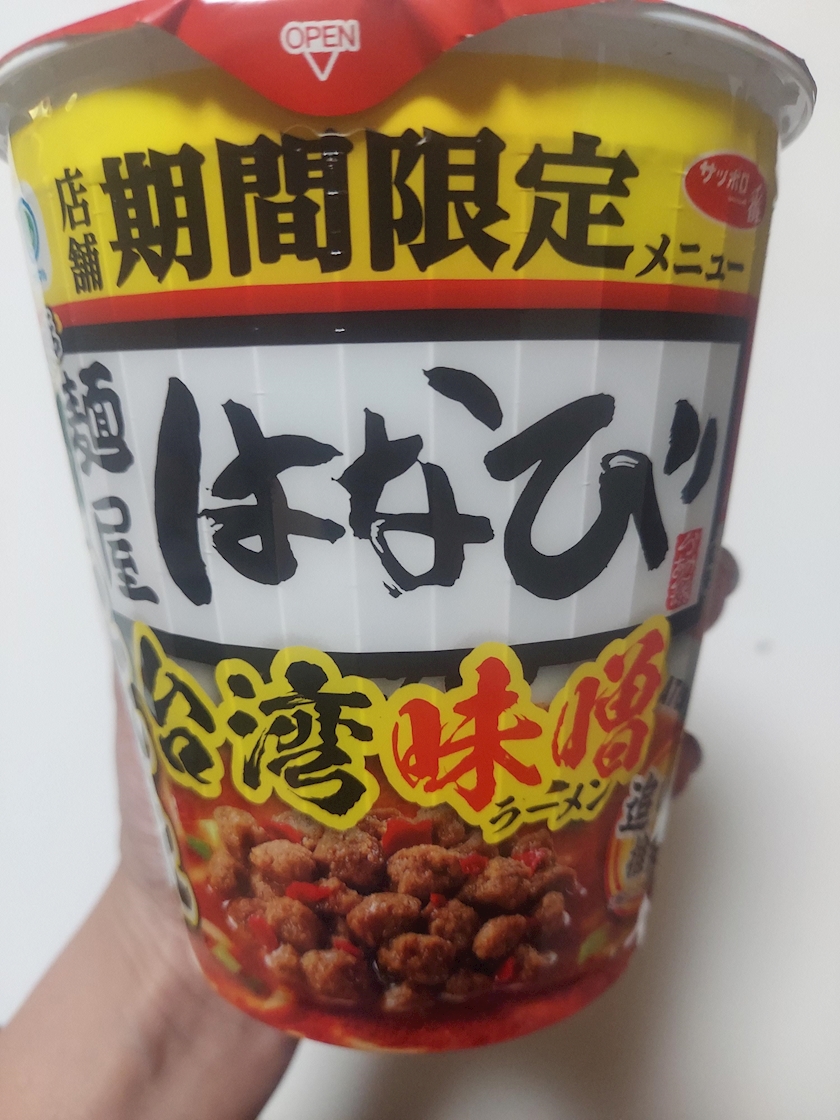 OPEN
店舗期間限定メニュー
サッポロ一番
麺屋はなび
台湾味噌
ラーメン